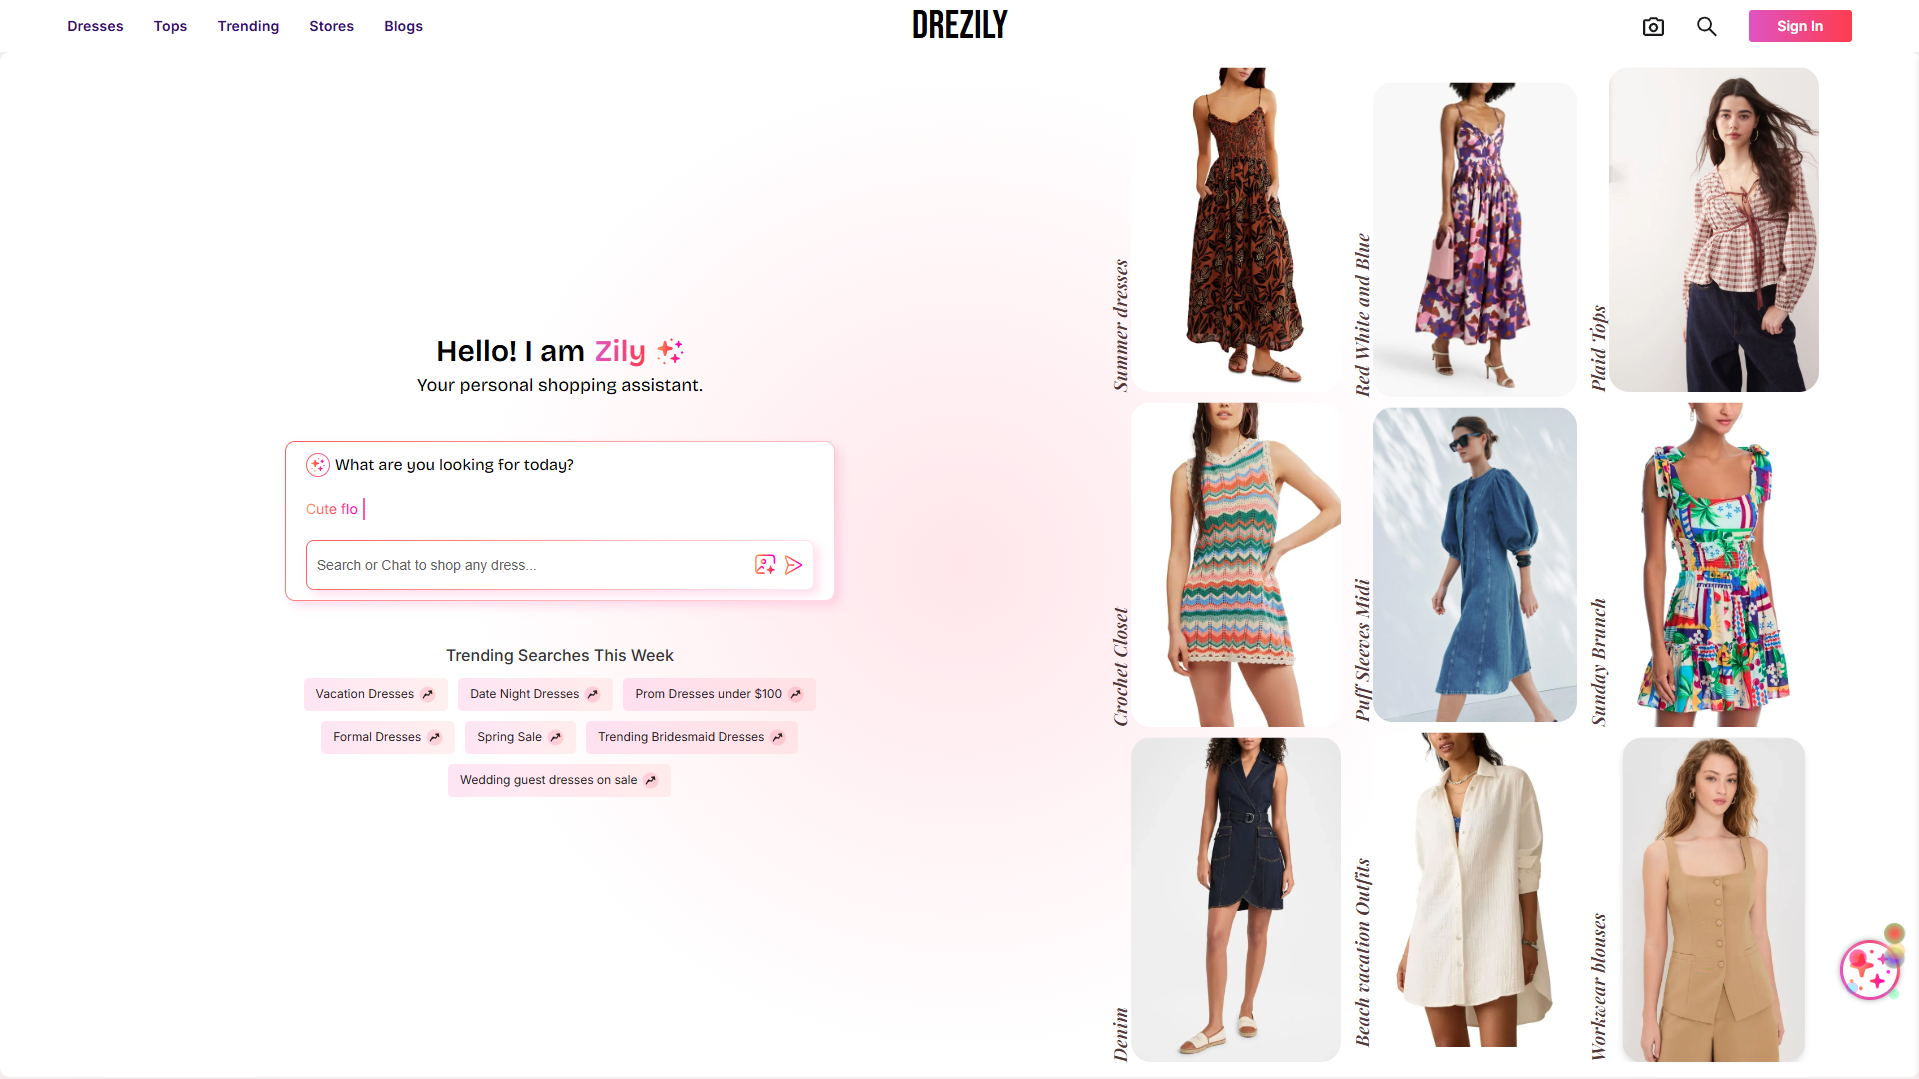 Dresses
Tops
Trending
Stores
Blogs
DREZILY
Sign In
Hello! I am Zily
Your personal shopping assistant.
What are you looking for today?
Cute flo
Search or Chat to shop any dress...
Trending Searches This Week
Vacation Dresses
Date Night Dresses
Prom Dresses under $100
Formal Dresses
Spring Sale
Trending Bridesmaid Dresses
Wedding guest dresses on sale
Summer dresses
Red White and Blue
Plaid Tops
Crochet Closet
Puff Sleeves Midi
Sunday Brunch
Denim
Beach vacation Outfits
Workwear blouses